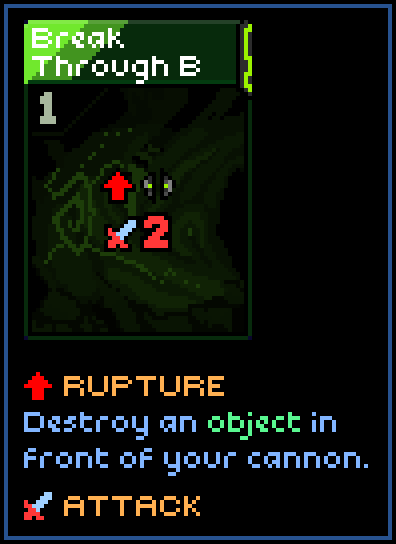 Break
Through B
1
2
RUPTURE
Destroy an object in
front of your cannon.
ATTACK